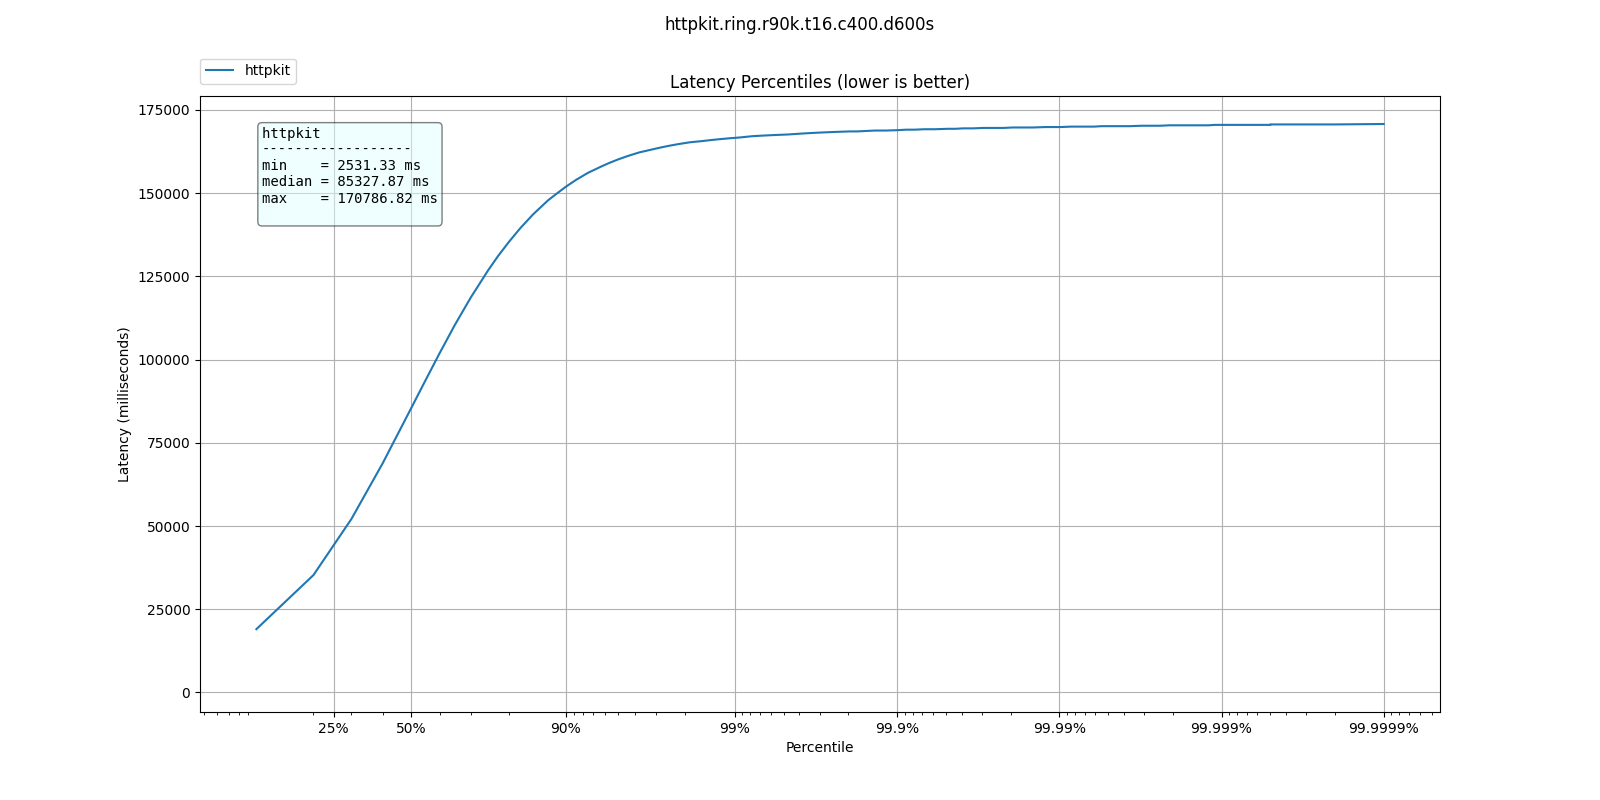 httpkit.ring.r90k.t16.c400.d600s
httpkit
Latency Percentiles (lower is better)
175000
150000
125000
100000
75000
50000
25000
0
Latency (milliseconds)
httpkit
------------------
min    = 2531.33 ms
median = 85327.87 ms
max    = 170786.82 ms
25% 50% 90% 99% 99.9% 99.99% 99.999% 99.9999%
Percentile